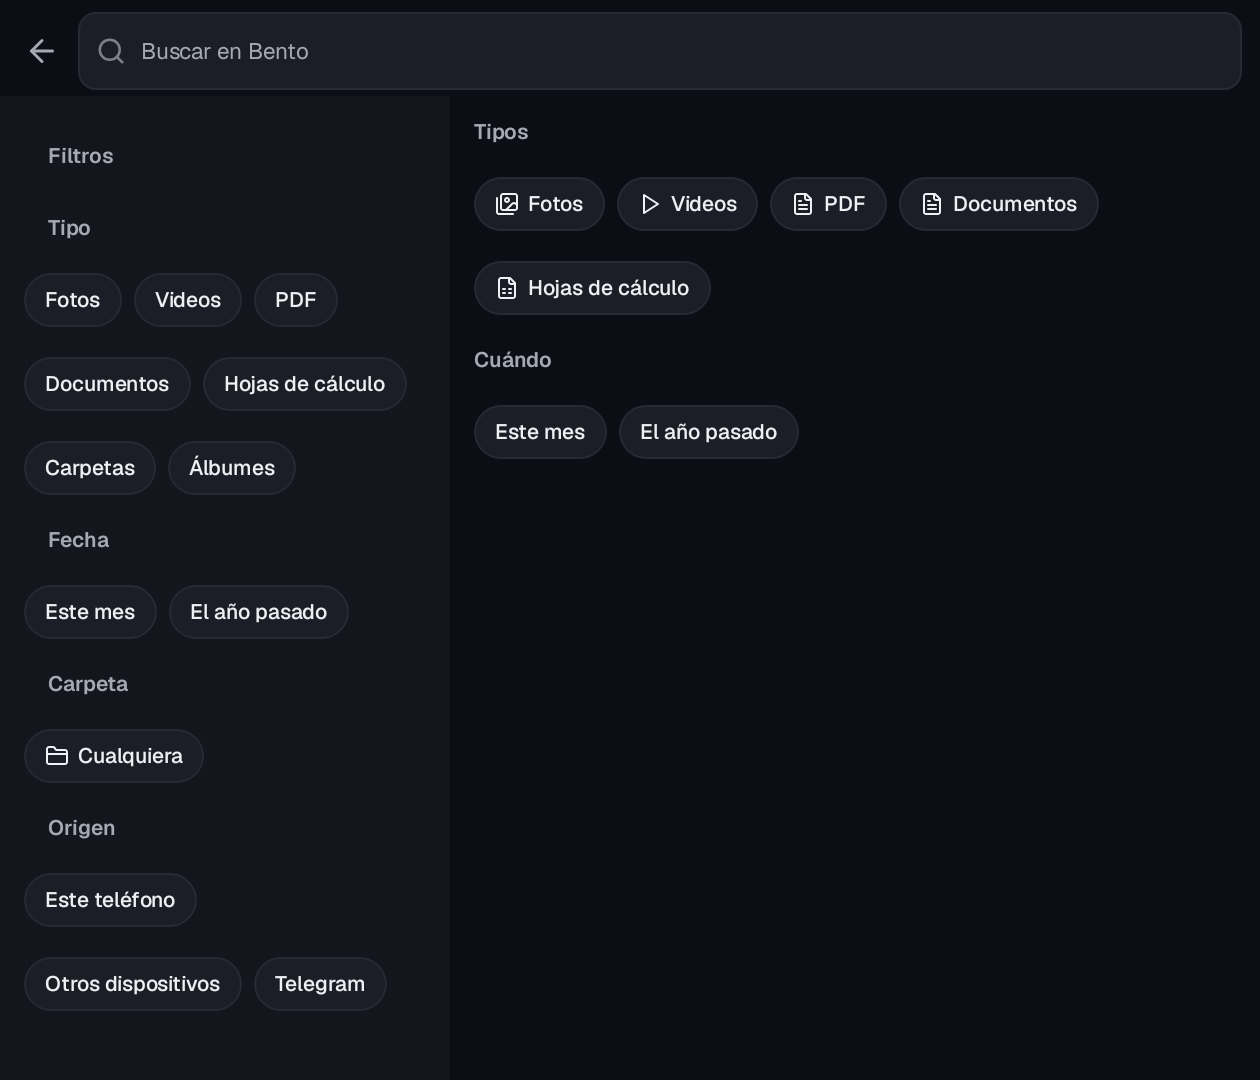 Buscar en Bento
Filtros
Tipo
Fotos Videos PDF
Documentos Hojas de cálculo
Carpetas Álbumes
Fecha
Este mes El año pasado
Carpeta
Cualquiera
Origen
Este teléfono
Otros dispositivos Telegram
Tipos
Fotos Videos PDF Documentos
Hojas de cálculo
Cuándo
Este mes El año pasado